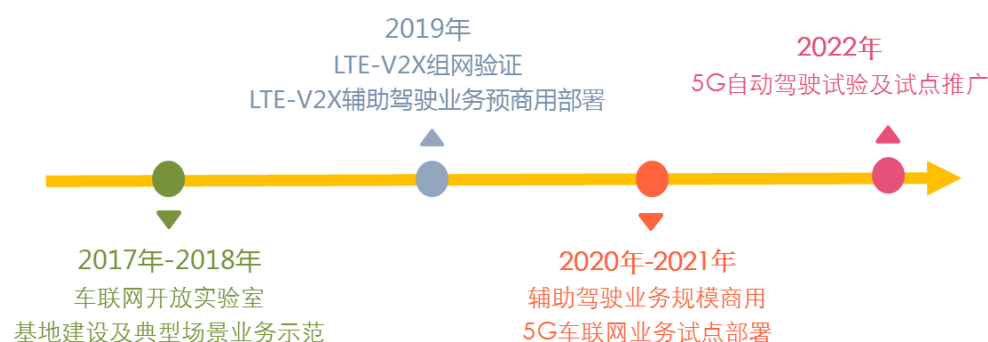 2019年
LTE-V2X组网验证
LTE-V2X辅助驾驶业务预商用部署
2022年
5G自动驾驶试验及试点推广
2017年-2018年
车联网开放实验室
基地建设及典型场景业务示范
2020年-2021年
辅助驾驶业务规模商用
5G车联网业务试点部署